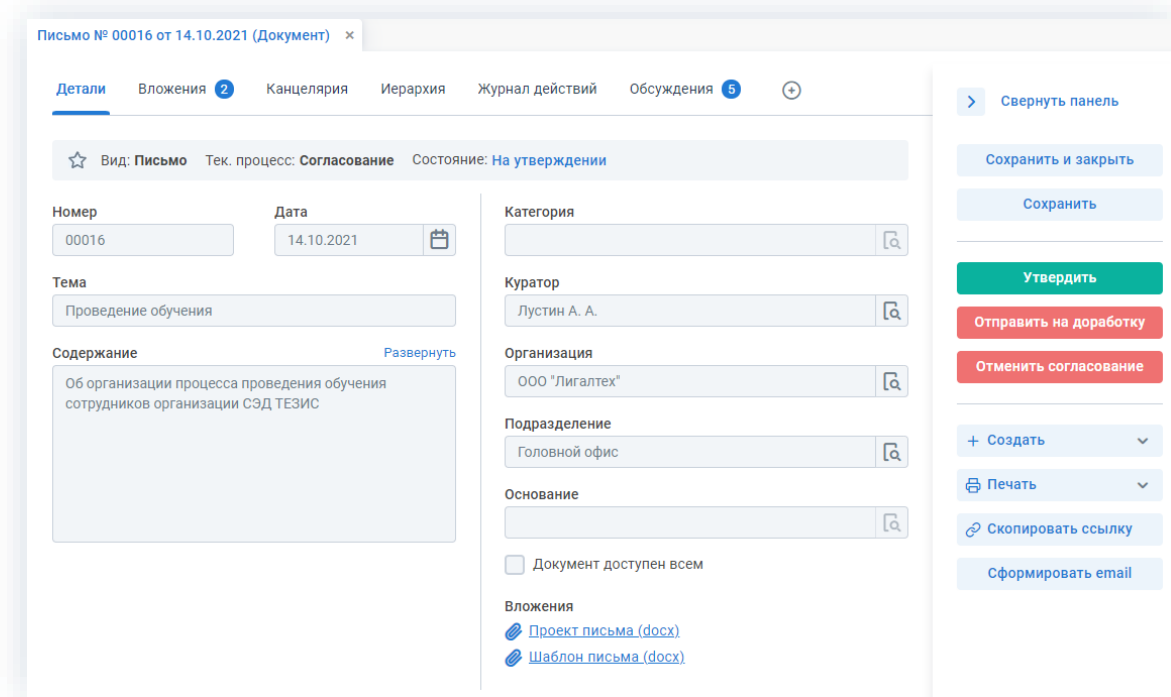 Письмо № 00016 от 14.10.2021 (Документ) ×
Детали Вложения 2 Канцелярия Иерархия Журнал действий Обсуждения 5
Вид: Письмо Тек. процесс: Согласование Состояние: На утверждении
Номер Дата
00016 14.10.2021
Тема
Проведение обучения
Содержание Развернуть
Об организации процесса проведения обучения
сотрудников организации СЭД ТЕЗИС
Категория
Куратор
Лустин А. А.
Организация
ООО "Лигалтех"
Подразделение
Головной офис
Основание
Документ доступен всем
Вложения
Проект письма (docx)
Шаблон письма (docx)
Свернуть панель
Сохранить и закрыть
Сохранить
Утвердить
Отправить на доработку
Отменить согласование
+ Создать
Печать
Скопировать ссылку
Сформировать email